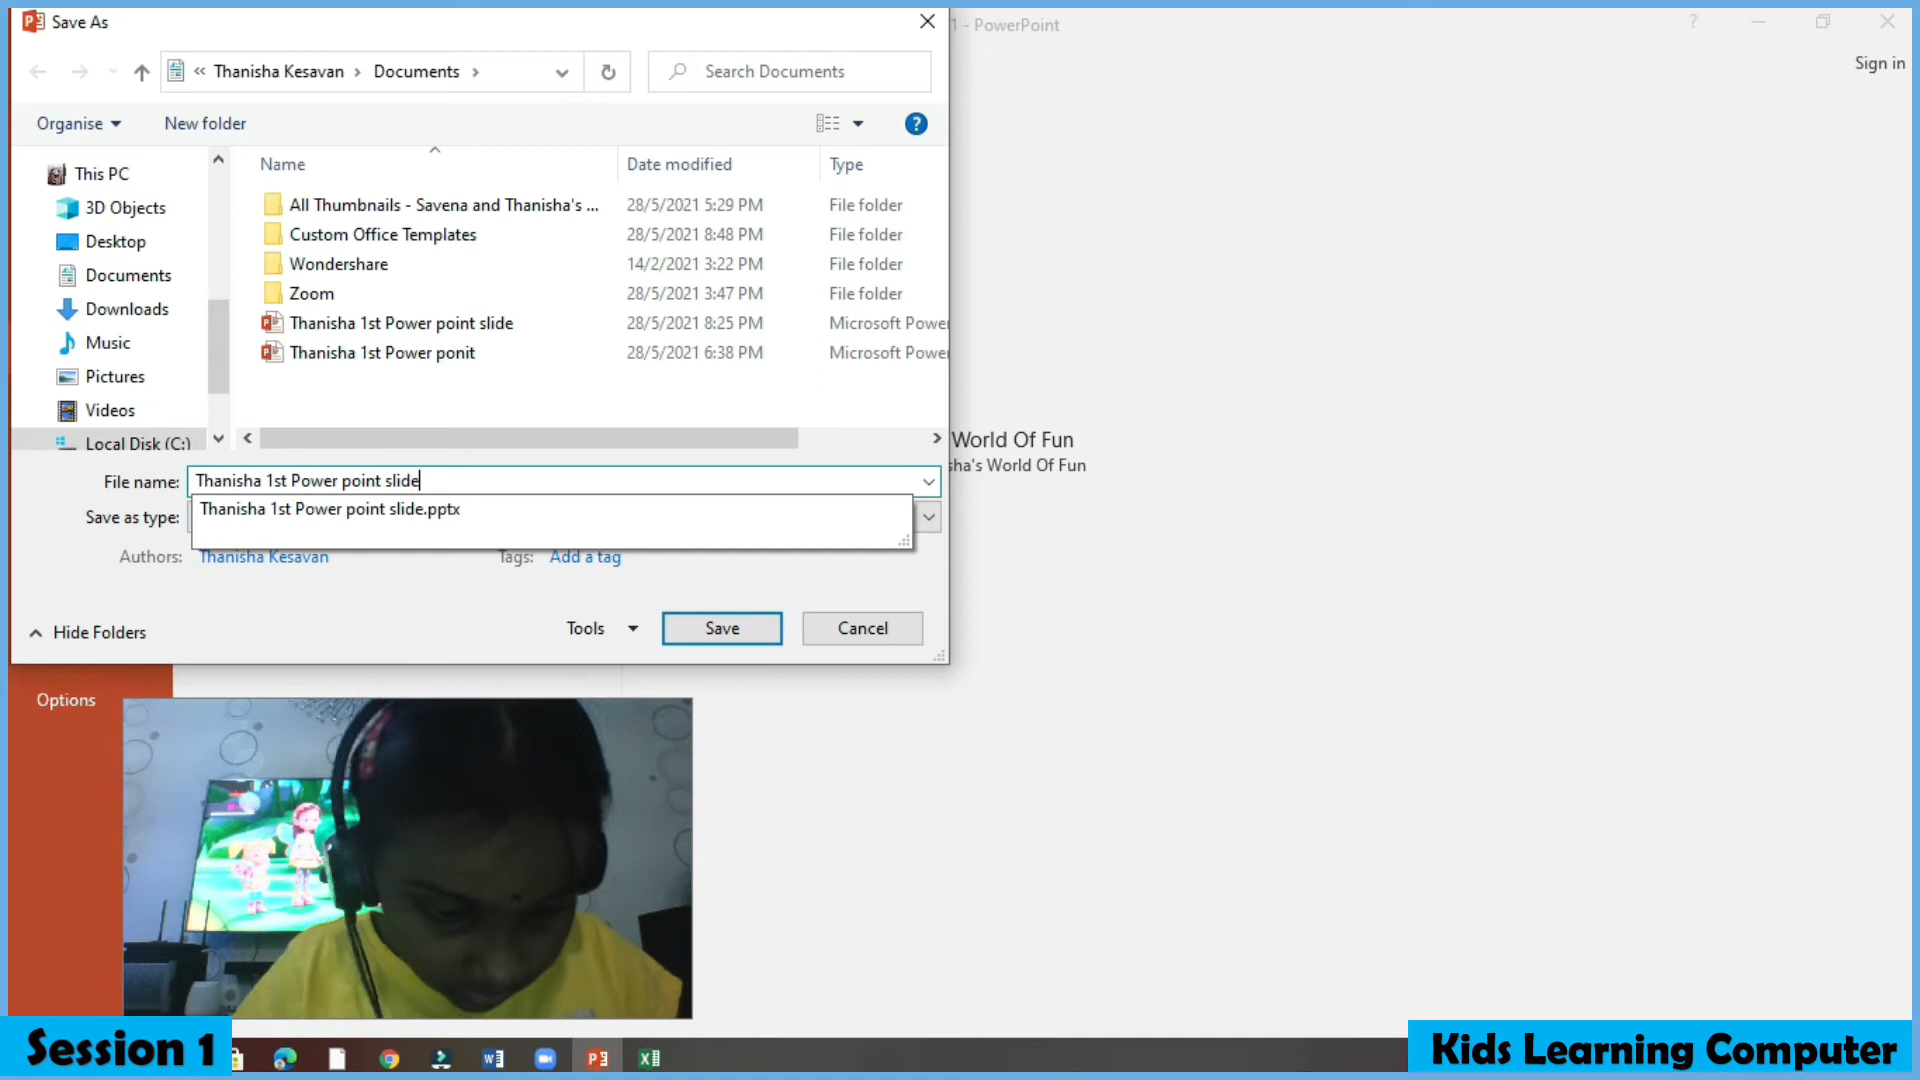 Save As
1 - PowerPoint
?
Sign in
« Thanisha Kesavan › Documents ›
Search Documents
Organise
New folder
?
This PC
3D Objects
Desktop
Documents
Downloads
Music
Pictures
Videos
Local Disk (C:)
Name Date modified Type
All Thumbnails - Savena and Thanisha's ... 28/5/2021 5:29 PM File folder
Custom Office Templates 28/5/2021 8:48 PM File folder
Wondershare 14/2/2021 3:22 PM File folder
Zoom 28/5/2021 3:47 PM File folder
Thanisha 1st Power point slide 28/5/2021 8:25 PM Microsoft Power
Thanisha 1st Power ponit 28/5/2021 6:38 PM Microsoft Power
World Of Fun
sha's World Of Fun
File name: Thanisha 1st Power point slide
Thanisha 1st Power point slide.pptx
Save as type:
Authors: Thanisha Kesavan Tags: Add a tag
Hide Folders
Tools
Save
Cancel
Options
Session 1
Kids Learning Computer